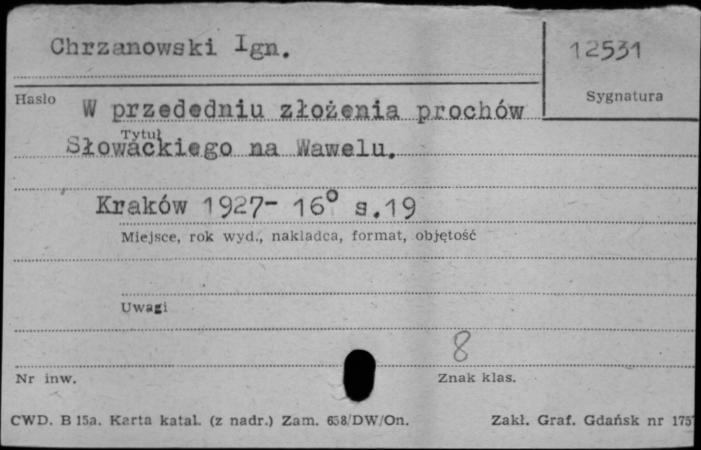 Chrzanowski Ign.
12531
Hasło
Sygnatura
W przededniu złożenia prochów
Tytuł
Słowackiego na Wawelu.
Kraków 1927- 16° s.19
Miejsce, rok wyd., nakladca, format, objętość
Uwagi
8
Nr inw.
Znak klas.
CWD. B 15a. Karta katal. (z nadr.) Zam. 658/DW/On.
Zakł. Graf. Gdańsk nr 1757